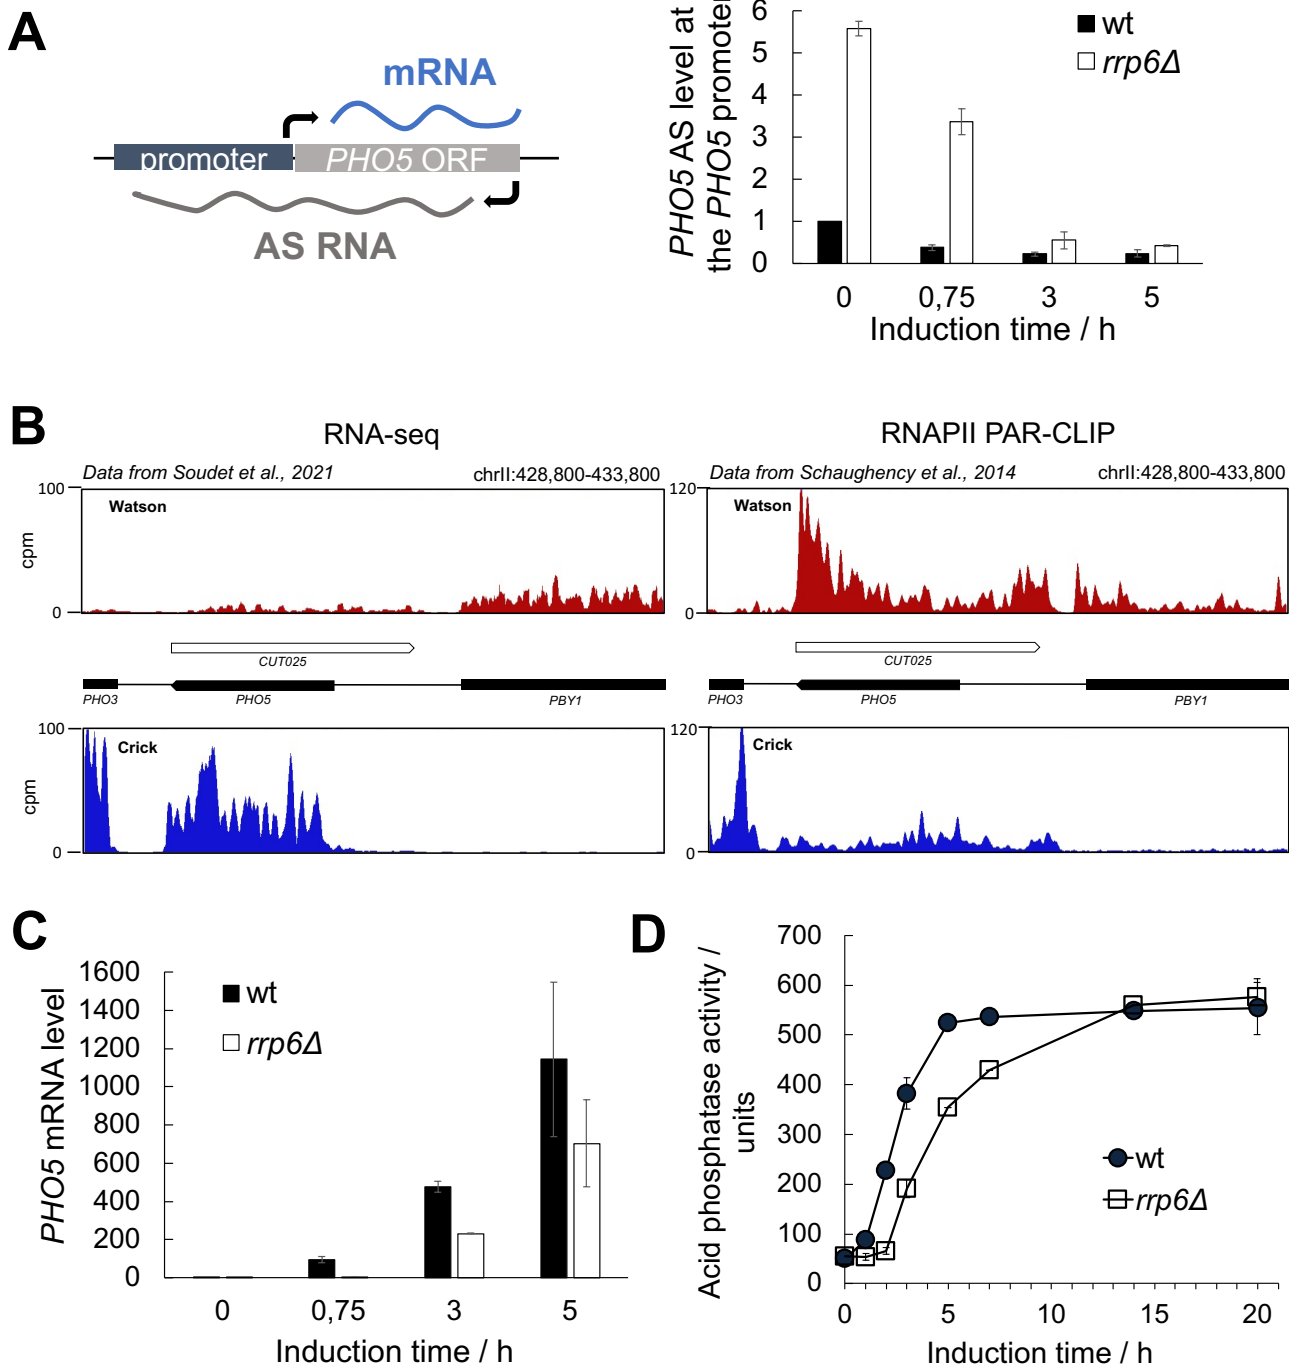 A
mRNA
promoter
PHO5 ORF
AS RNA
PHO5 AS level at
the PHO5 promoter
6
5
4
3
2
1
0
wt
rrp6Δ
0 0,75 3 5
Induction time / h
B
RNA-seq
Data from Soudet et al., 2021 chrII:428,800-433,800
100
Watson
cpm
0
CUT025
PHO3 PHO5 PBY1
100
Crick
cpm
0
RNAPII PAR-CLIP
Data from Schaughency et al., 2014 chrII:428,800-433,800
120
Watson
0
CUT025
PHO3 PHO5 PBY1
120
Crick
0
C
PHO5 mRNA level
1600
1400
1200
1000
800
600
400
200
0
wt
rrp6Δ
0 0,75 3 5
Induction time / h
D
Acid phosphatase activity /
units
700
600
500
400
300
200
100
0
wt
rrp6Δ
0 5 10 15 20
Induction time / h